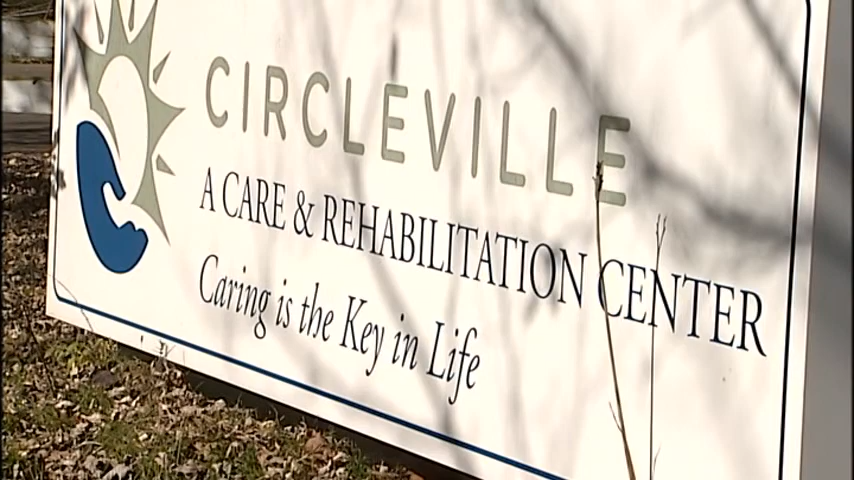 CIRCLEVILLE
A CARE & REHABILITATION CENTER
Caring is the Key in Life